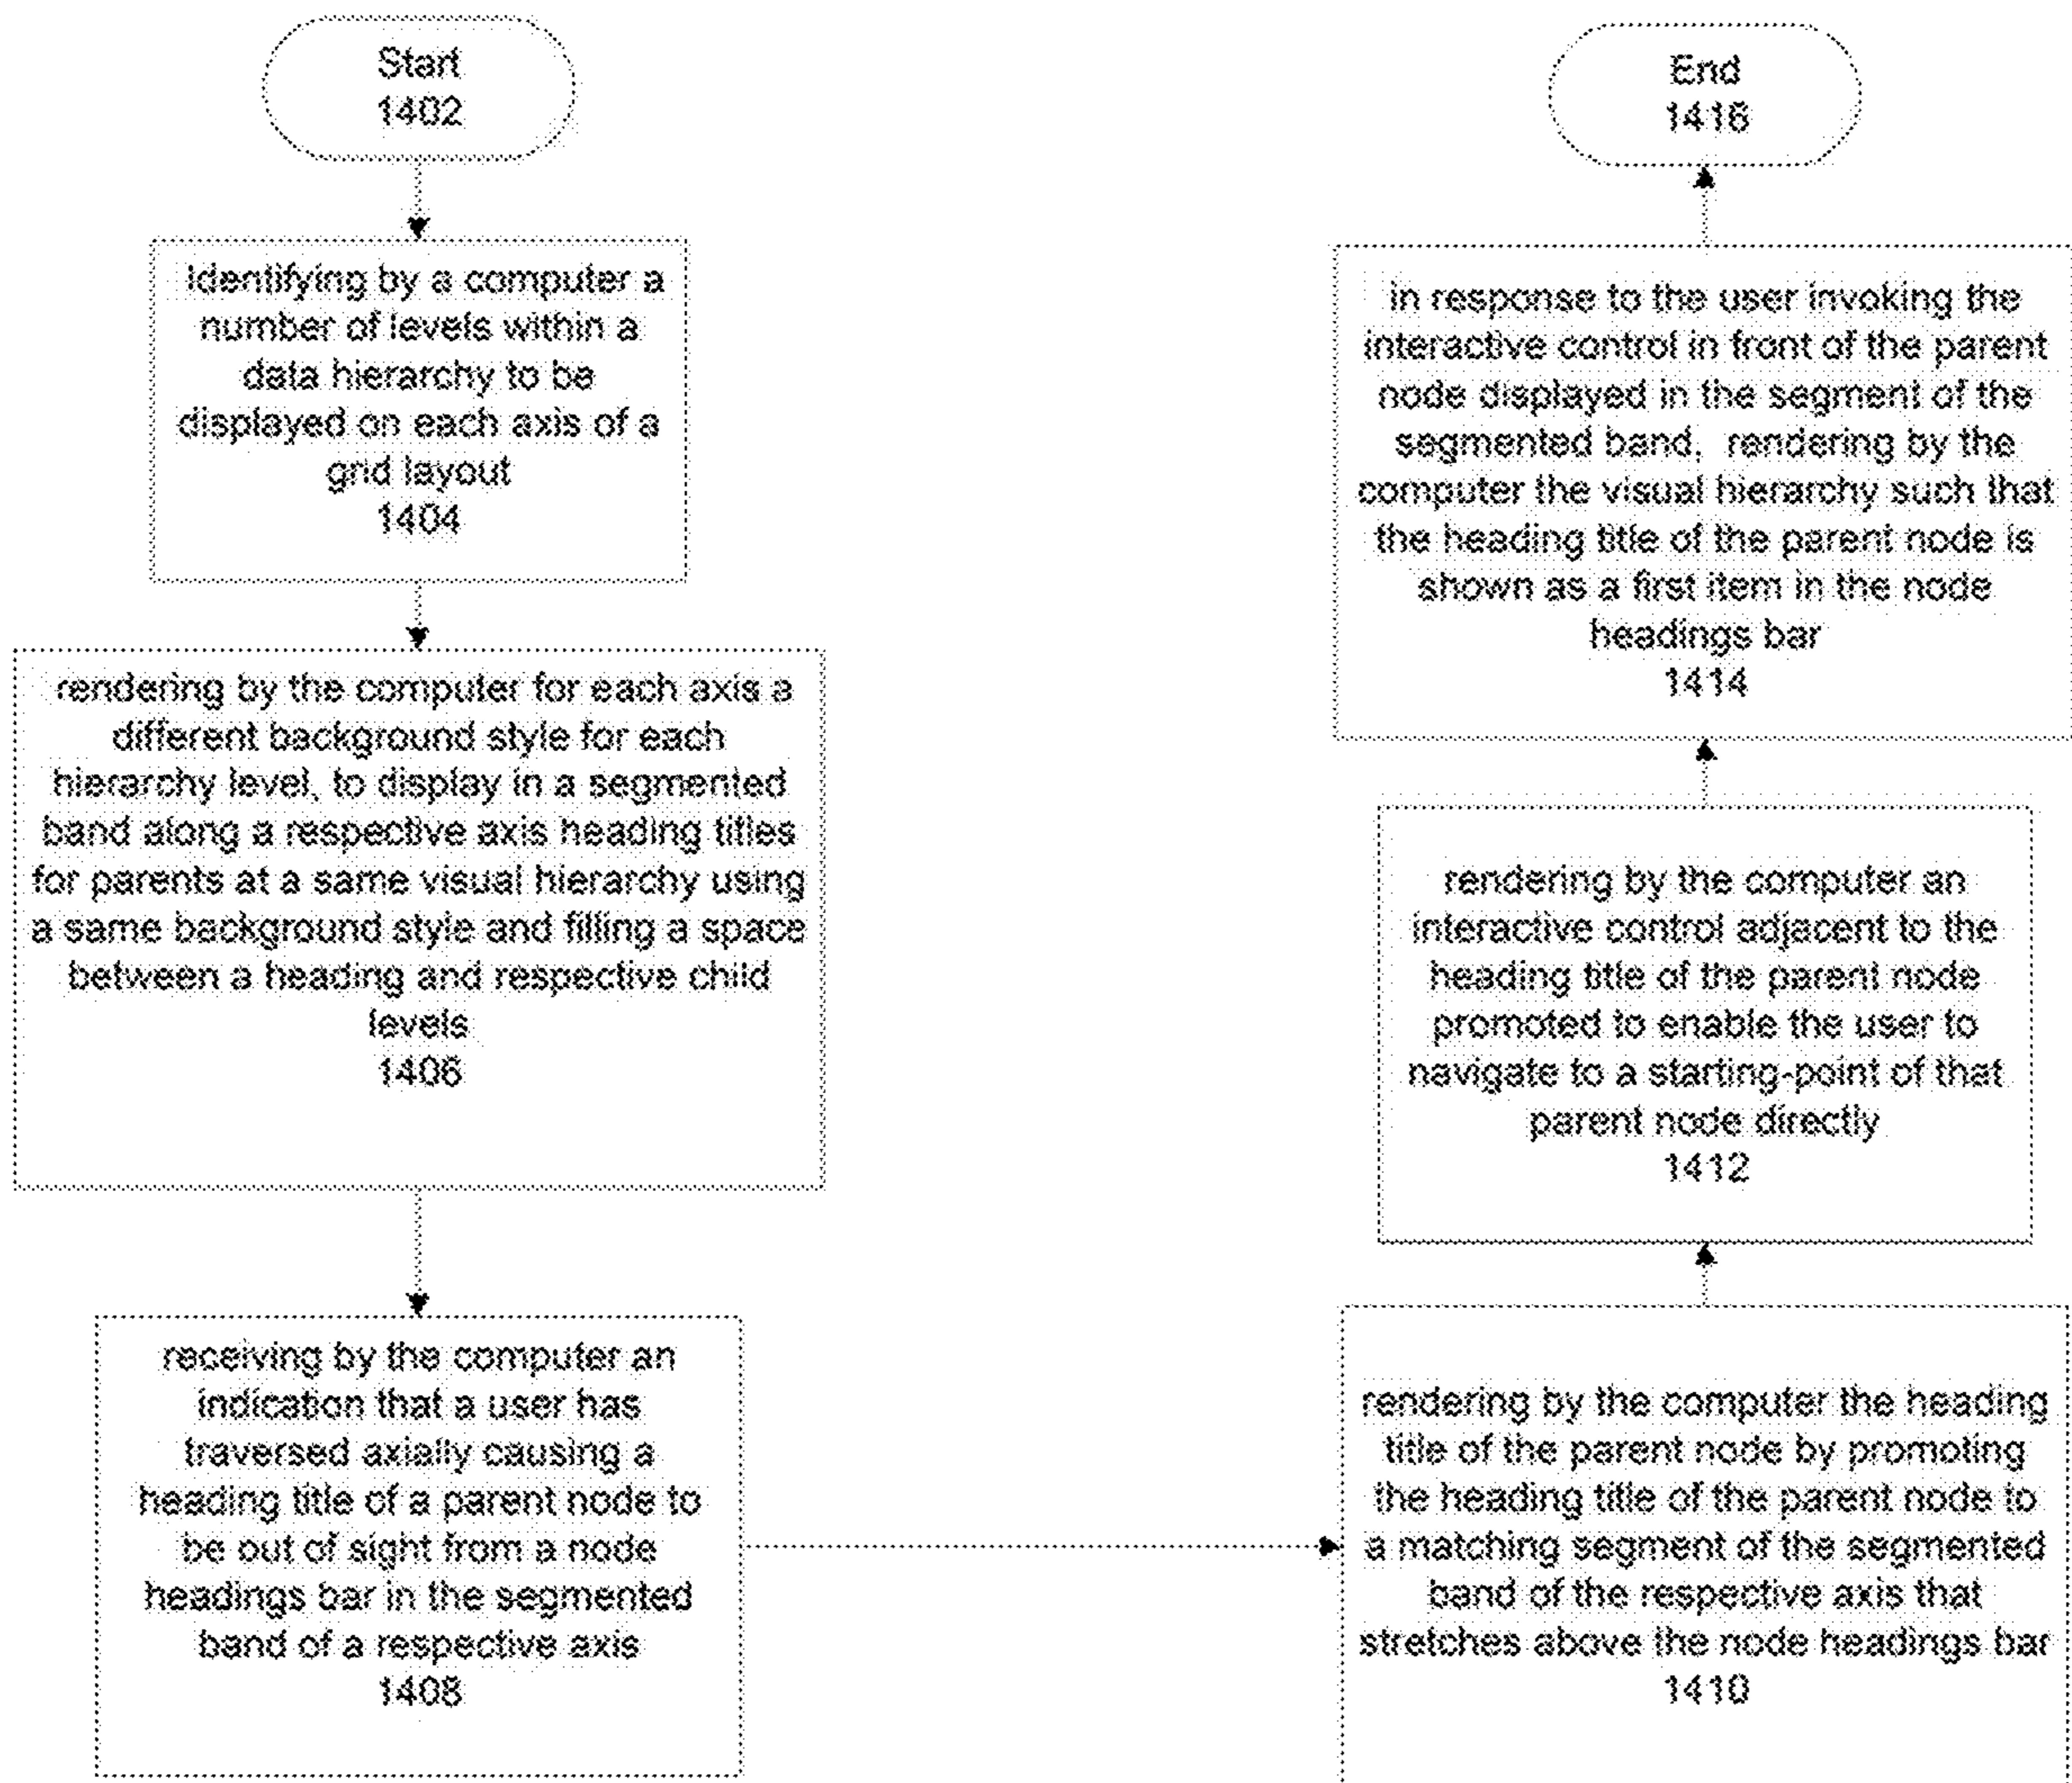 Start
1402
Identifying by a computer a
number of levels within a
data hierarchy to be
displayed on each axis of a
grid layout
1404
rendering by the computer for each axis a
different background style for each
hierarchy level, to display in a segmented
band along a respective axis heading titles
for parents at a same visual hierarchy using
a same background style and filling a space
between a heading and respective child
levels
1406
receiving by the computer an
indication that a user has
traversed axially causing a
heading title of a parent node to
be out of sight from a node
headings bar in the segmented
band of a respective axis
1408
rendering by the computer the heading
title of the parent node by promoting
the heading title of the parent node to
a matching segment of the segmented
band of the respective axis that
stretches above the node headings bar
1410
rendering by the computer an
interactive control adjacent to the
heading title of the parent node
promoted to enable the user to
navigate to a starting-point of that
parent node directly
1412
in response to the user invoking the
interactive control in front of the parent
node displayed in the segment of the
segmented band, rendering by the
computer the visual hierarchy such that
the heading title of the parent node is
shown as a first item in the node
headings bar
1414
End
1416